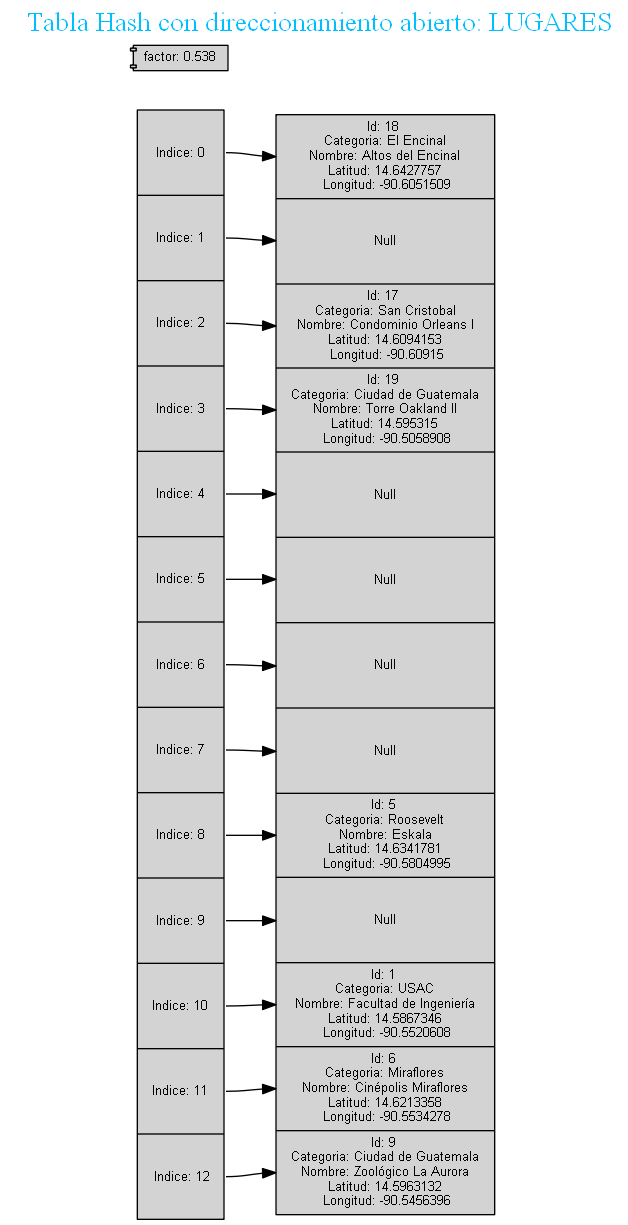 Tabla Hash con direccionamiento abierto: LUGARES
factor: 0.538
Indice: 0
Id: 18
Categoria: El Encinal
Nombre: Altos del Encinal
Latitud: 14.6427757
Longitud: -90.6051509
Indice: 1
Null
Indice: 2
Id: 17
Categoria: San Cristobal
Nombre: Condominio Orleans I
Latitud: 14.6094153
Longitud: -90.60915
Indice: 3
Id: 19
Categoria: Ciudad de Guatemala
Nombre: Torre Oakland II
Latitud: 14.595315
Longitud: -90.5058908
Indice: 4
Null
Indice: 5
Null
Indice: 6
Null
Indice: 7
Null
Indice: 8
Id: 5
Categoria: Roosevelt
Nombre: Eskala
Latitud: 14.6341781
Longitud: -90.5804995
Indice: 9
Null
Indice: 10
Id: 1
Categoria: USAC
Nombre: Facultad de Ingeniería
Latitud: 14.5867346
Longitud: -90.5520608
Indice: 11
Id: 6
Categoria: Miraflores
Nombre: Cinépolis Miraflores
Latitud: 14.6213358
Longitud: -90.5534278
Indice: 12
Id: 9
Categoria: Ciudad de Guatemala
Nombre: Zoológico La Aurora
Latitud: 14.5963132
Longitud: -90.5456396